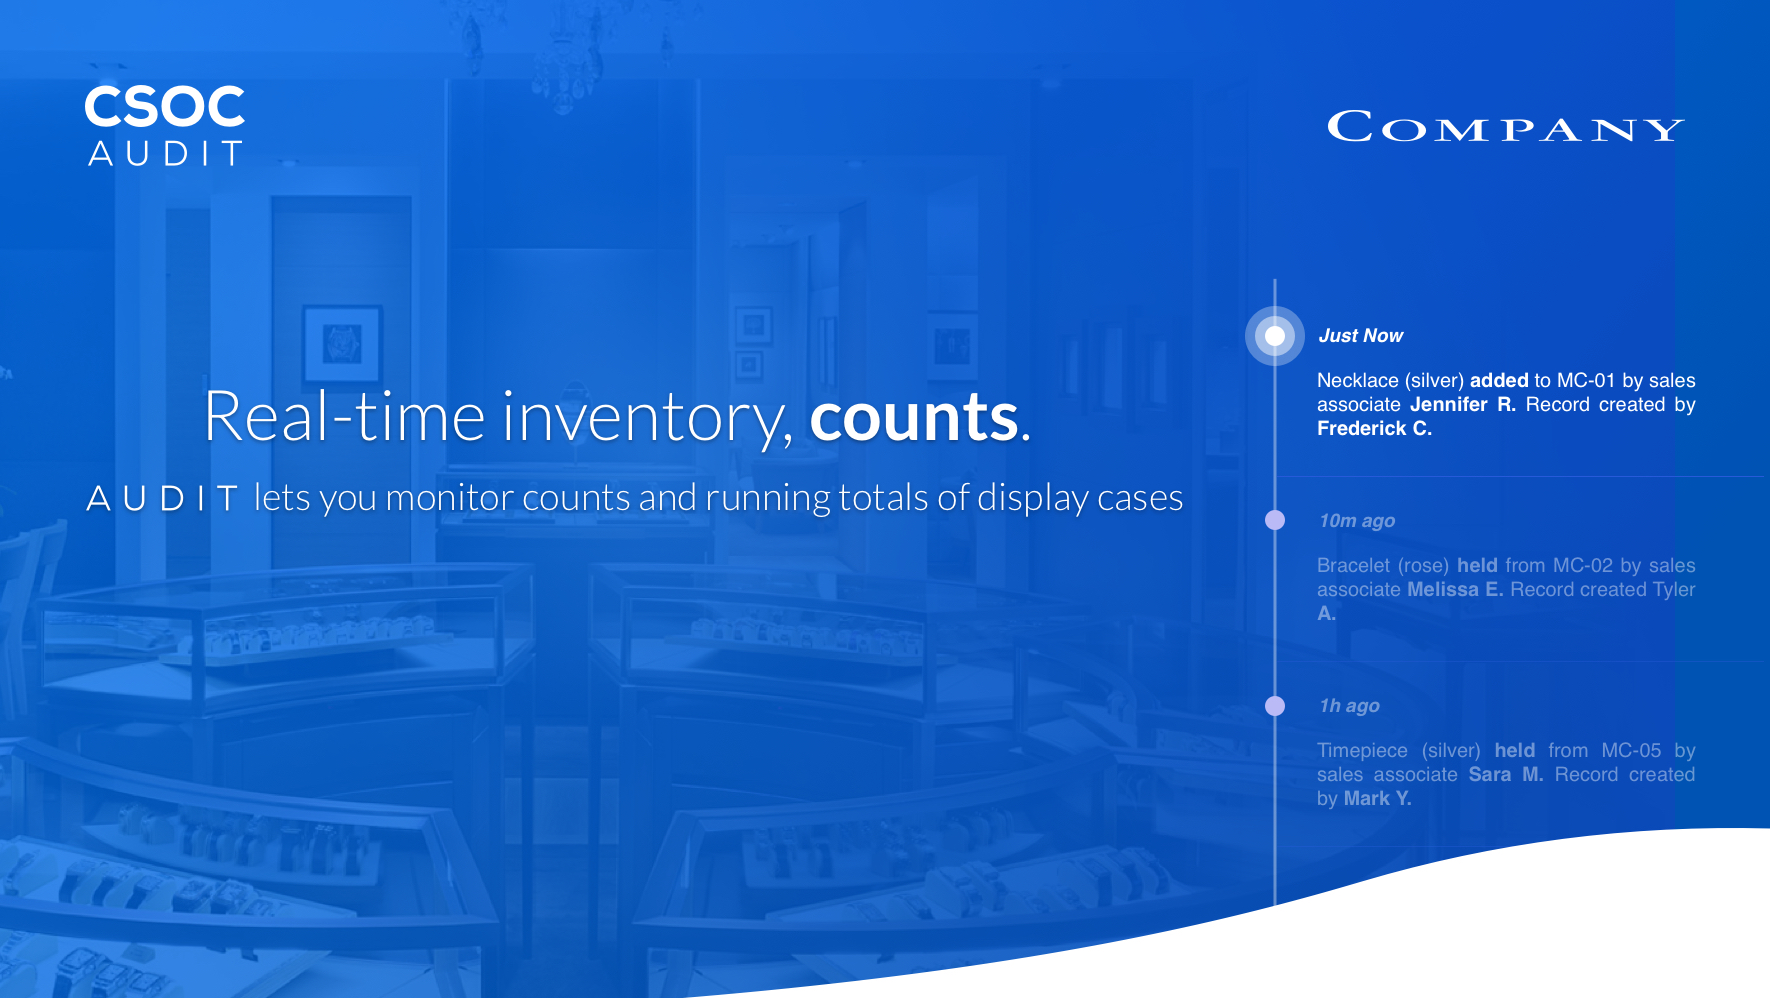 CSOC
AUDIT
COMPANY
Real-time inventory, counts.
AUDIT lets you monitor counts and running totals of display cases
Just Now
Necklace (silver) added to MC-01 by sales
associate Jennifer R. Record created by
Frederick C.
10m ago
Bracelet (rose) held from MC-02 by sales
associate Melissa E. Record created Tyler
A.
1h ago
Timepiece (silver) held from MC-05 by
sales associate Sara M. Record created
by Mark Y.